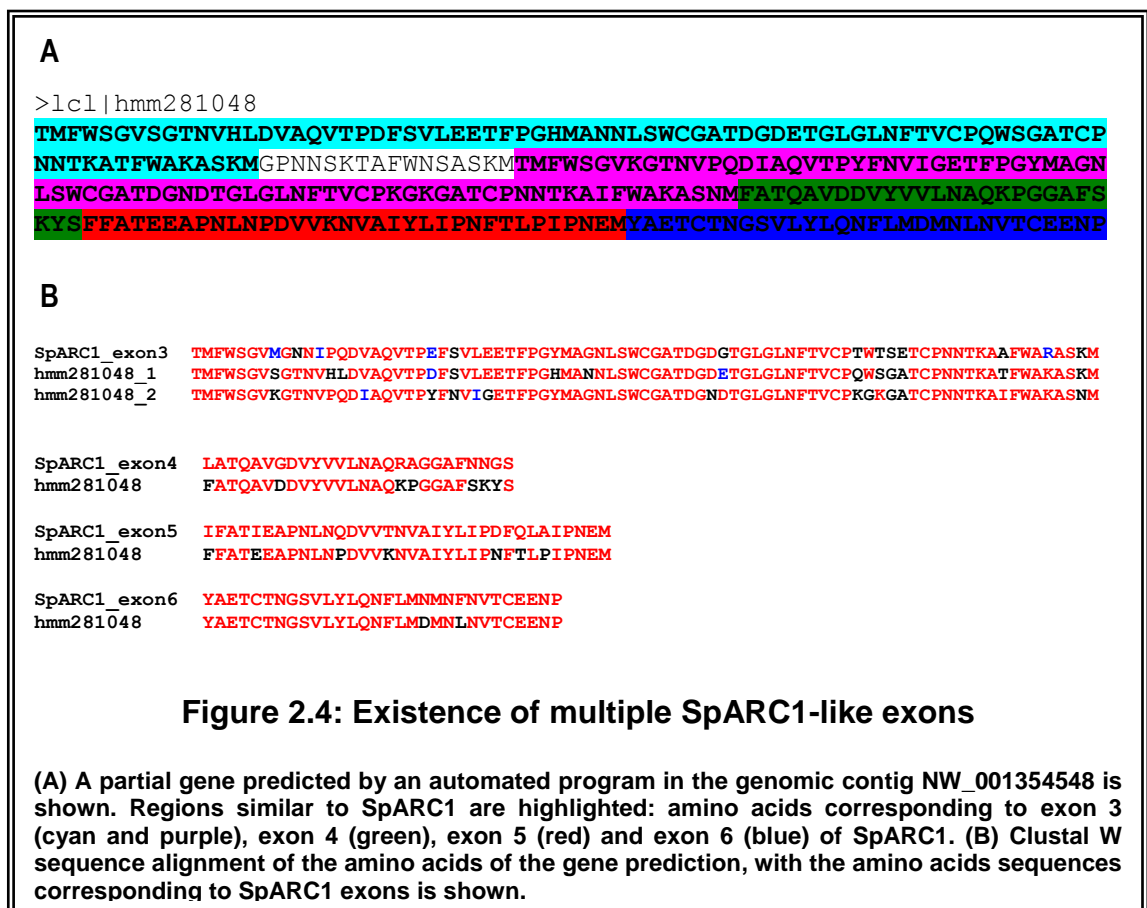 A
>lcl|hmm281048
TMFWSGVSGTNVHLDVAQVTPDFSVLEETFPGHMANNLSWCGATDGDETGLGLNFTVCPQWSGATCP
NNTKATFWAKASKMGPNNSKTAFWNSASKMTMFWSGVKGTNVPQDIAQVTPYFNVIGETFPGYMAGN
LSWCGATDGNDTGLGLNFTVCPKGKGATCPNNTKAIFWAKASNMFATQAVDDVYVVLNAQKPGGAFS
KYSFFATEEAPNLNPDVVKNVAIYLIPNFTLPIPNEMYAETCTNGSVLYLQNFLMDMNLNVTCEENP
B
SpARC1_exon3 TMFWSGVMGNNIPQDVAQVTPEFSVLEETFPGYMAGNLSWCGATDGDGTGLGLNFTVCPTWTSETCPNNTKAAFWARASKM
hmm281048_1 TMFWSGVSGTNVHLDVAQVTPDFSVLEETFPGHMANNLSWCGATDGDETGLGLNFTVCPQWSGATCPNNTKATFWAKASKM
hmm281048_2 TMFWSGVKGTNVPQDIAQVTPYFNVIGETFPGYMAGNLSWCGATDGNDTGLGLNFTVCPKGKGATCPNNTKAIFWAKASNM
SpARC1_exon4 LATQAVGDVYVVLNAQRAGGAFNNGS
hmm281048 FATQAVDDVYVVLNAQKPGGAFSKYS
SpARC1_exon5 IFATIEAPNLNQDVVTNVAIYLIPDFQLAIPNEM
hmm281048 FFATEEAPNLNPDVVKNVAIYLIPNFTLPIPNEM
SpARC1_exon6 YAETCTNGSVLYLQNFLMNMNFNVTCEENP
hmm281048 YAETCTNGSVLYLQNFLMDMNLNVTCEENP
Figure 2.4: Existence of multiple SpARC1-like exons
(A) A partial gene predicted by an automated program in the genomic contig NW_001354548 is
shown. Regions similar to SpARC1 are highlighted: amino acids corresponding to exon 3
(cyan and purple), exon 4 (green), exon 5 (red) and exon 6 (blue) of SpARC1. (B) Clustal W
sequence alignment of the amino acids of the gene prediction, with the amino acids sequences
corresponding to SpARC1 exons is shown.